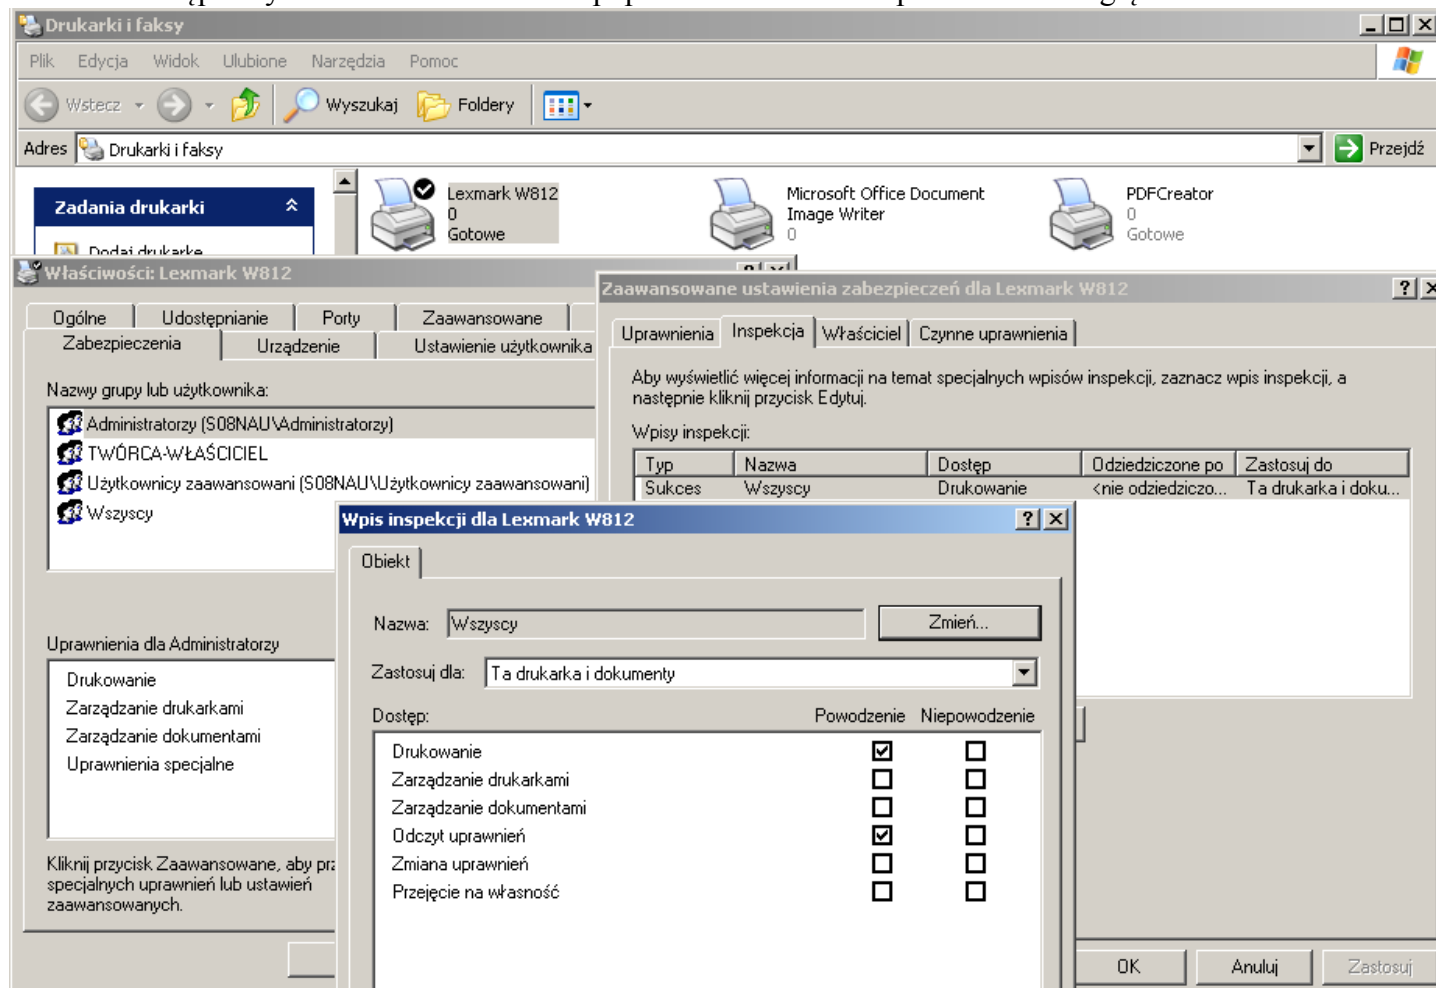 Drukarki i faksy
Plik Edycja Widok Ulubione Narzędzia Pomoc
Wstecz Wyszukaj Foldery
Adres Drukarki i faksy Przejdź
Zadania drukarki
Dodaj drukarkę
Lexmark W812
0
Gotowe
Microsoft Office Document
Image Writer
0
PDFCreator
0
Gotowe
Właściwości: Lexmark W812
Ogólne Udostępnianie Porty Zaawansowane
Zabezpieczenia Urządzenie Ustawienie użytkownika
Nazwy grupy lub użytkownika:
Administratorzy (S08NAU\Administratorzy)
TWÓRCA-WŁAŚCICIEL
Użytkownicy zaawansowani (S08NAU\Użytkownicy zaawansowani)
Wszyscy
Uprawnienia dla Administratorzy
Drukowanie
Zarządzanie drukarkami
Zarządzanie dokumentami
Uprawnienia specjalne
Kliknij przycisk Zaawansowane, aby prz
specjalnych uprawnień lub ustawień
zaawansowanych.
Zaawansowane ustawienia zabezpieczeń dla Lexmark W812
Uprawnienia Inspekcja Właściciel Czynne uprawnienia
Aby wyświetlić więcej informacji na temat specjalnych wpisów inspekcji, zaznacz wpis inspekcji, a
następnie kliknij przycisk Edytuj.
Wpisy inspekcji:
Typ Nazwa Dostęp Odziedziczone po Zastosuj do
Sukces Wszyscy Drukowanie <nie odziedziczo... Ta drukarka i doku...
Wpis inspekcji dla Lexmark W812
Obiekt
Nazwa: Wszyscy Zmień...
Zastosuj dla: Ta drukarka i dokumenty
Dostęp: Powodzenie Niepowodzenie
Drukowanie
Zarządzanie drukarkami
Zarządzanie dokumentami
Odczyt uprawnień
Zmiana uprawnień
Przejęcie na własność
OK Anuluj Zastosuj